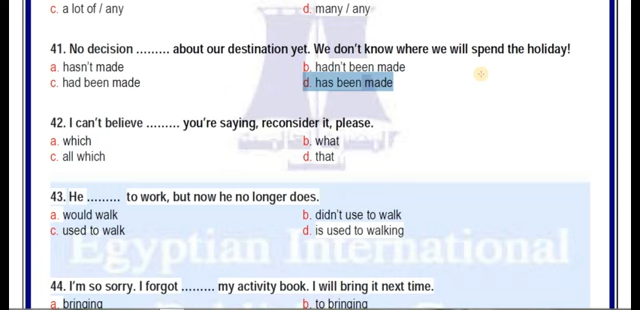 c. a lot of / any
d. many / any
41. No decision ......... about our destination yet. We don't know where we will spend the holiday!
a. hasn't made
b. hadn't been made
c. had been made
d. has been made
42. I can't believe ......... you're saying, reconsider it, please.
a. which
b. what
c. all which
d. that
43. He ......... to work, but now he no longer does.
a. would walk
b. didn't use to walk
c. used to walk
d. is used to walking
Egyptian International
44. I'm so sorry. I forgot ......... my activity book. I will bring it next time.
a. bringing
b. to bringing